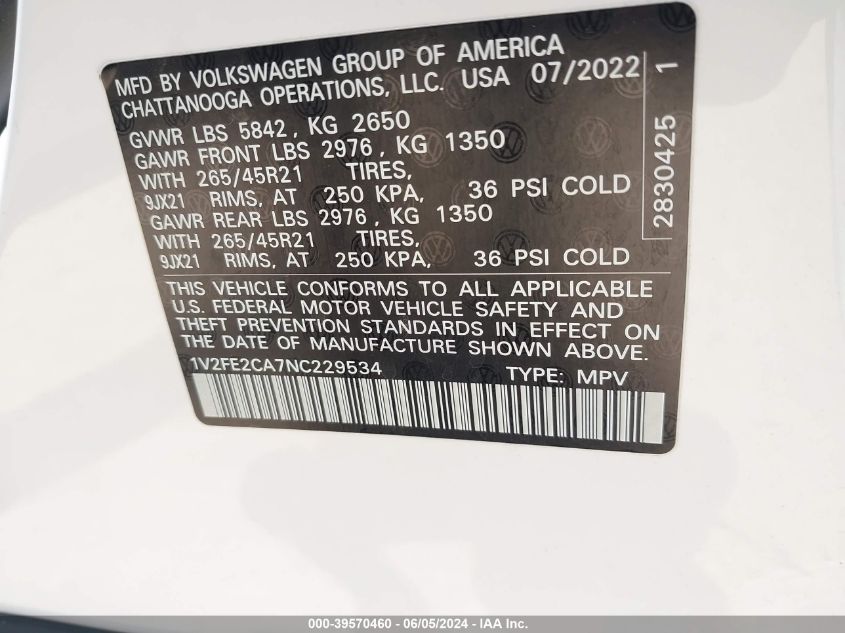 MFD BY VOLKSWAGEN GROUP OF AMERICA
CHATTANOOGA OPERATIONS, LLC. USA 07/2022
GVWR LBS 5842, KG 2650
GAWR FRONT LBS 2976, KG 1350
WITH 265/45R21 TIRES,
9JX21 RIMS, AT 250 KPA, 36 PSI COLD
GAWR REAR LBS 2976, KG 1350
WITH 265/45R21 TIRES,
9JX21 RIMS, AT 250 KPA, 36 PSI COLD
THIS VEHICLE CONFORMS TO ALL APPLICABLE
U.S. FEDERAL MOTOR VEHICLE SAFETY AND
THEFT PREVENTION STANDARDS IN EFFECT ON
THE DATE OF MANUFACTURE SHOWN ABOVE.
1V2FE2CA7NC229534 TYPE: MPV
2830425 1
000-39570460 - 06/05/2024 - IAA Inc.